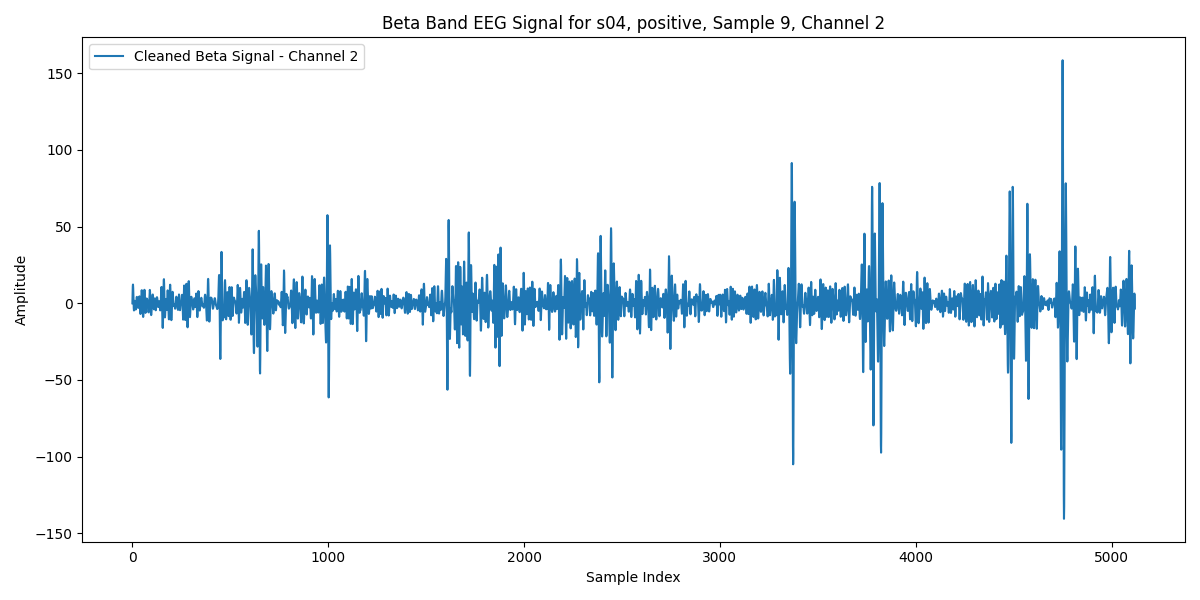 Beta Band EEG Signal for s04, positive, Sample 9, Channel 2
Cleaned Beta Signal - Channel 2
150
100
50
0
−50
−100
−150
Amplitude
0 1000 2000 3000 4000 5000
Sample Index